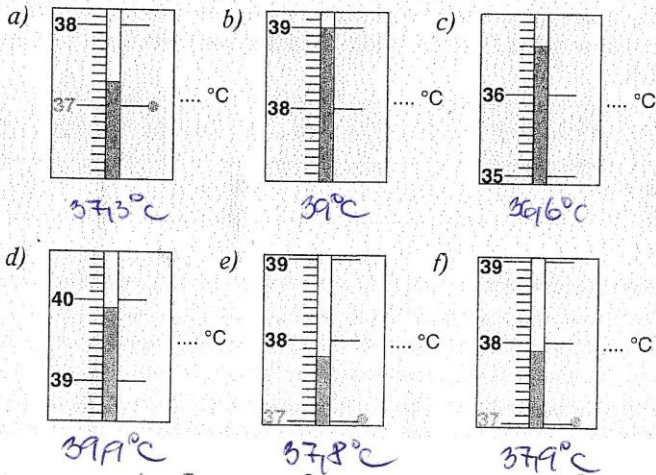 a) 38 37 .... °C
b) 39 38 .... °C
c) 36 35 .... °C
37,3°C 39°C 36,6°C
d) 40 39 .... °C
e) 39 38 37 .... °C
f) 39 38 37 .... °C
39,9°C 37,8°C 37,9°C